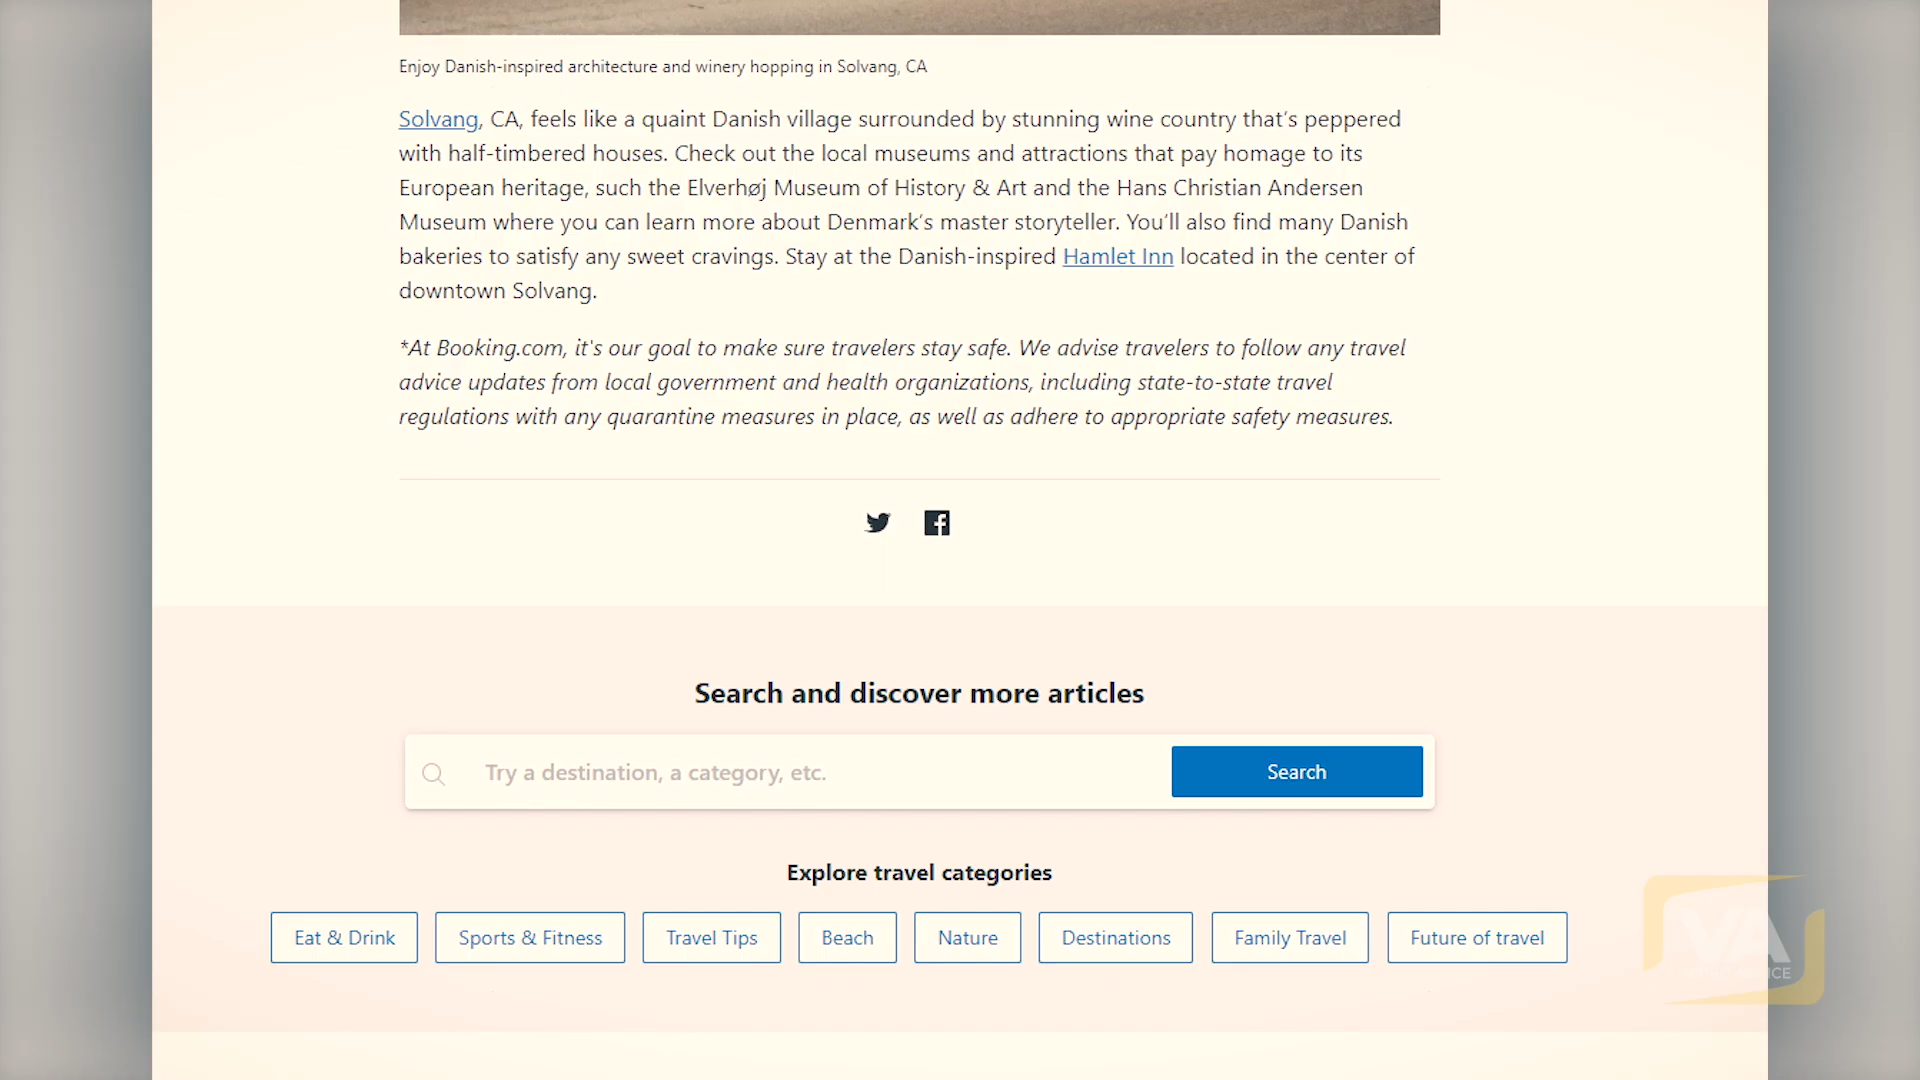 Enjoy Danish-inspired architecture and winery hopping in Solvang, CA
Solvang, CA, feels like a quaint Danish village surrounded by stunning wine country that's peppered
with half-timbered houses. Check out the local museums and attractions that pay homage to its
European heritage, such the Elverhøj Museum of History & Art and the Hans Christian Andersen
Museum where you can learn more about Denmark's master storyteller. You'll also find many Danish
bakeries to satisfy any sweet cravings. Stay at the Danish-inspired Hamlet Inn located in the center of
downtown Solvang.
*At Booking.com, it's our goal to make sure travelers stay safe. We advise travelers to follow any travel
advice updates from local government and health organizations, including state-to-state travel
regulations with any quarantine measures in place, as well as adhere to appropriate safety measures.
Search and discover more articles
Try a destination, a category, etc.
Search
Explore travel categories
Eat & Drink
Sports & Fitness
Travel Tips
Beach
Nature
Destinations
Family Travel
Future of travel
VA